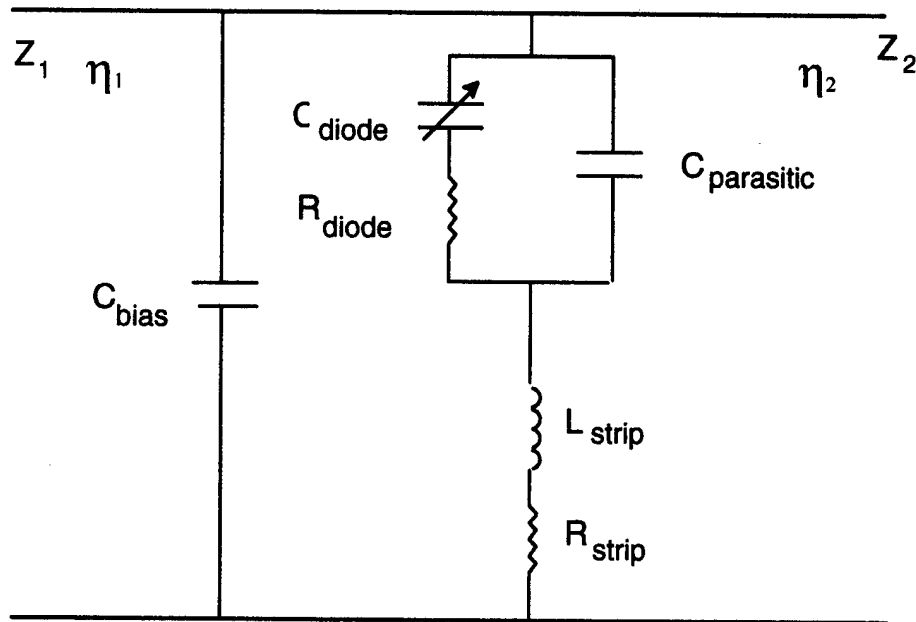 Z1 η1
η2 Z2
C diode
C parasitic
R diode
C bias
L strip
R strip